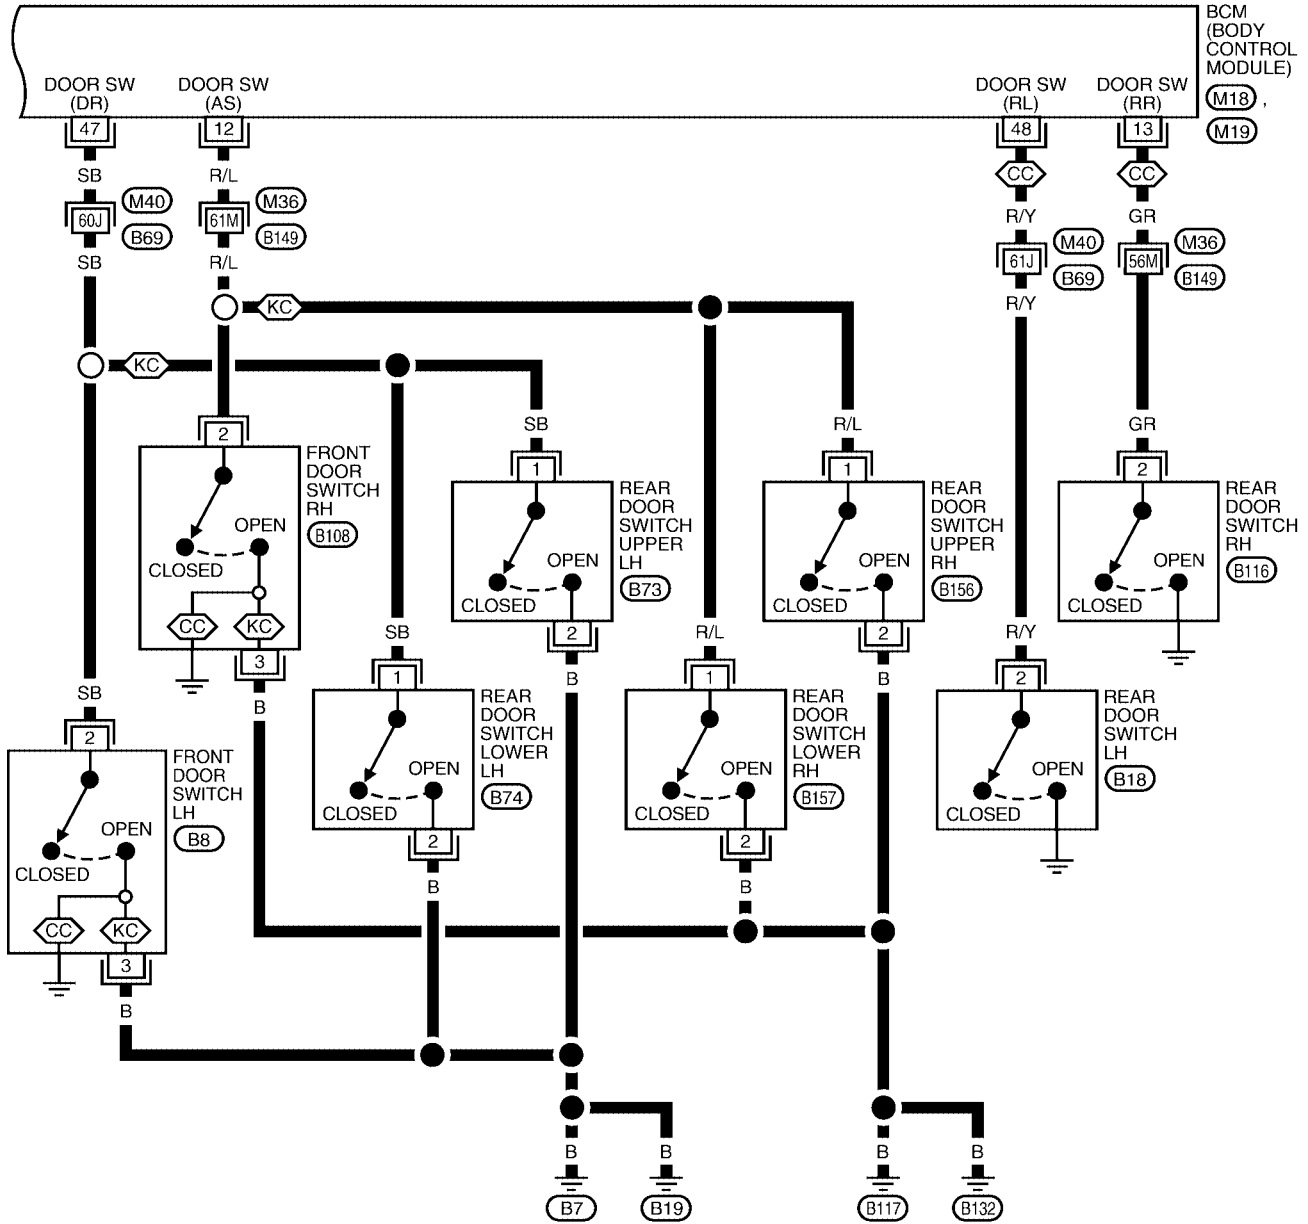 BCM
(BODY
CONTROL
MODULE)
M18 ,
M19
DOOR SW
(DR)
DOOR SW
(AS)
DOOR SW
(RL)
DOOR SW
(RR)
47
12
48
13
SB
R/L
CC
CC
60J
M40
B69
61M
M36
B149
R/Y
GR
61J
M40
B69
56M
M36
B149
SB
R/L
R/Y
KC
KC
SB
R/L
GR
2
FRONT
DOOR
SWITCH
RH
B108
OPEN
CLOSED
CC
KC
3
B
1
REAR
DOOR
SWITCH
UPPER
LH
B73
OPEN
CLOSED
2
B
1
REAR
DOOR
SWITCH
UPPER
RH
B156
OPEN
CLOSED
2
B
2
REAR
DOOR
SWITCH
RH
B116
OPEN
CLOSED
SB
SB
R/L
R/Y
2
FRONT
DOOR
SWITCH
LH
B8
OPEN
CLOSED
CC
KC
3
B
1
REAR
DOOR
SWITCH
LOWER
LH
B74
OPEN
CLOSED
2
B
1
REAR
DOOR
SWITCH
LOWER
RH
B157
OPEN
CLOSED
2
B
2
REAR
DOOR
SWITCH
LH
B18
OPEN
CLOSED
B
B
B
B
B7
B19
B117
B132